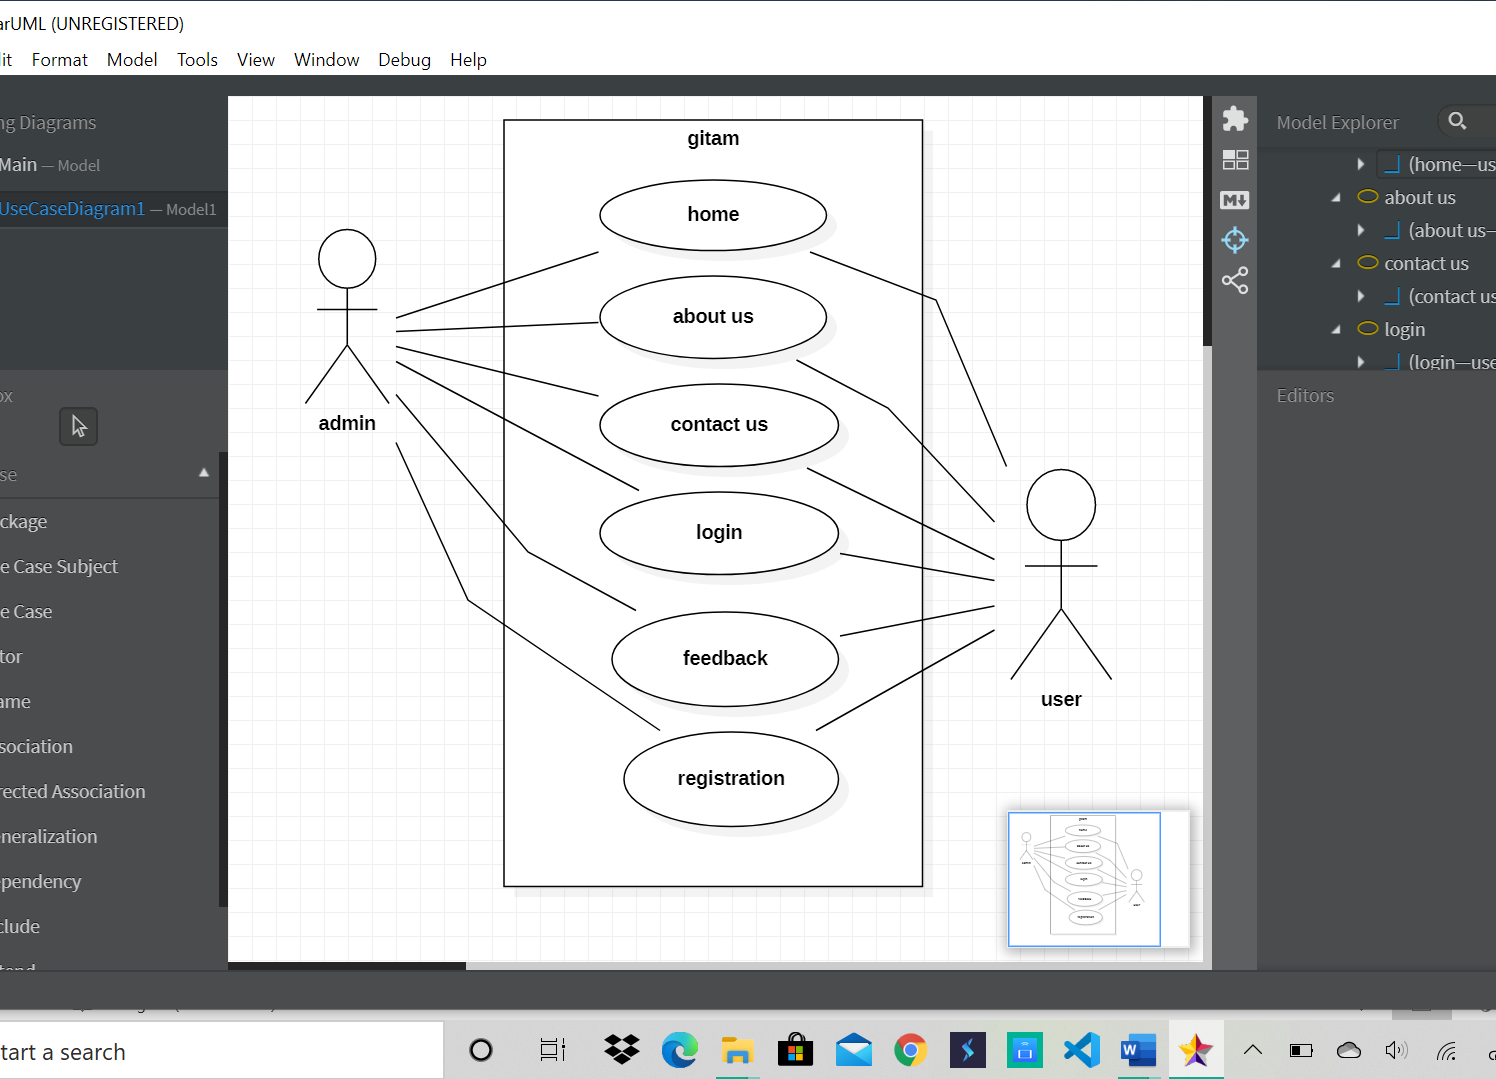 arUML (UNREGISTERED)
it Format Model Tools View Window Debug Help
ng Diagrams
Main — Model
UseCaseDiagram1 — Model1
ox
se
ckage
e Case Subject
e Case
tor
ame
sociation
rected Association
neralization
pendency
clude
gitam
home
about us
contact us
login
feedback
registration
admin
user
Model Explorer
(home—us
about us
(about us—
contact us
(contact us
login
(login—use
Editors
tart a search